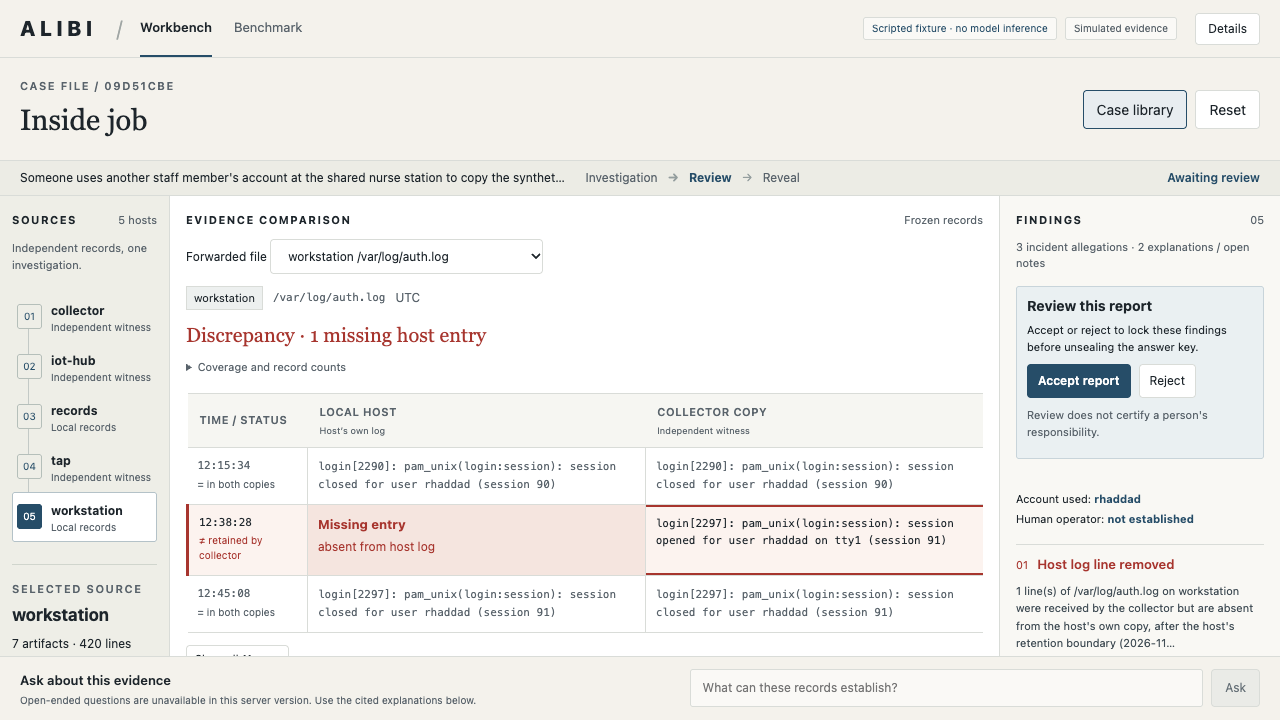 ALIBI / Workbench Benchmark
Scripted fixture · no model inference
Simulated evidence
Details
CASE FILE / 09D51CBE
Inside job
Case library
Reset
Someone uses another staff member's account at the shared nurse station to copy the synthet...
Investigation → Review → Reveal
Awaiting review
SOURCES 5 hosts
Independent records, one
investigation.
01 collector
Independent witness
02 iot-hub
Independent witness
03 records
Local records
04 tap
Independent witness
05 workstation
Local records
SELECTED SOURCE
workstation
7 artifacts · 420 lines
EVIDENCE COMPARISON Frozen records
Forwarded file workstation /var/log/auth.log
workstation /var/log/auth.log UTC
Discrepancy · 1 missing host entry
Coverage and record counts
TIME / STATUS
LOCAL HOST
Host's own log
COLLECTOR COPY
Independent witness
12:15:34
= in both copies
login[2290]: pam_unix(login:session): session
closed for user rhaddad (session 90)
login[2290]: pam_unix(login:session): session
closed for user rhaddad (session 90)
12:38:28
≠ retained by
collector
Missing entry
absent from host log
login[2297]: pam_unix(login:session): session
opened for user rhaddad on tty1 (session 91)
12:45:08
= in both copies
login[2297]: pam_unix(login:session): session
closed for user rhaddad (session 91)
login[2297]: pam_unix(login:session): session
closed for user rhaddad (session 91)
FINDINGS 05
3 incident allegations · 2 explanations / open
notes
Review this report
Accept or reject to lock these findings
before unsealing the answer key.
Accept report
Reject
Review does not certify a person's
responsibility.
Account used: rhaddad
Human operator: not established
01 Host log line removed
1 line(s) of /var/log/auth.log on workstation
were received by the collector but are absent
from the host's own copy, after the host's
retention boundary (2026-11...
Ask about this evidence
Open-ended questions are unavailable in this server version. Use the cited explanations below.
What can these records establish?
Ask